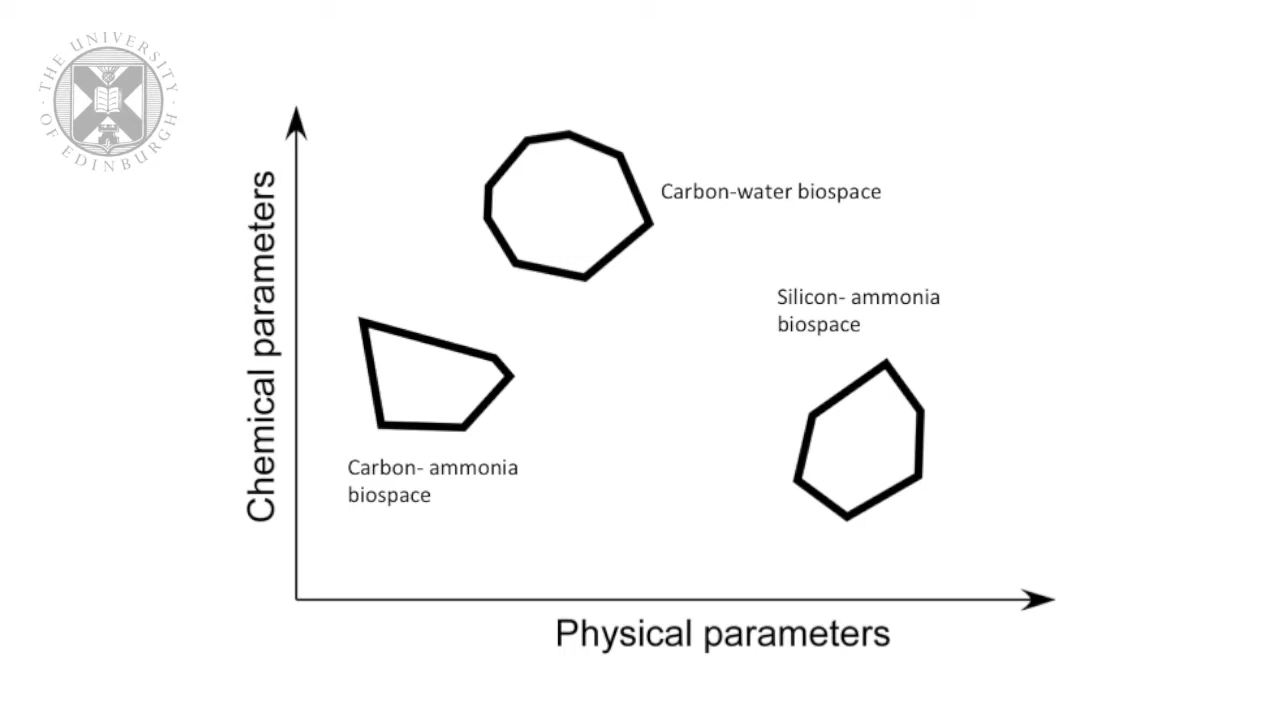 THE UNIVERSITY
OF EDINBURGH
Chemical parameters
Carbon-water biospace
Silicon- ammonia
biospace
Carbon- ammonia
biospace
Physical parameters